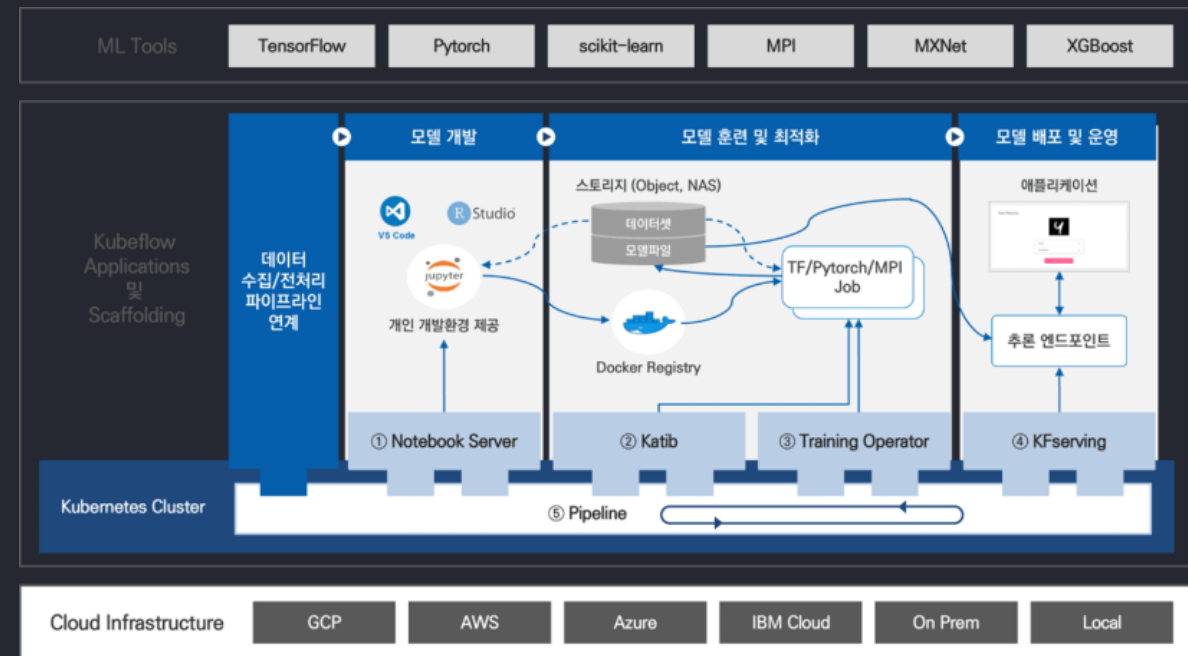 ML Tools
TensorFlow
Pytorch
scikit-learn
MPI
MXNet
XGBoost
Kubeflow
Applications
및
Scaffolding
데이터
수집/전처리
파이프라인
연계
모델 개발
모델 훈련 및 최적화
모델 배포 및 운영
VS Code
R Studio
jupyter
개인 개발환경 제공
스토리지 (Object, NAS)
데이터셋
모델파일
Docker Registry
TF/Pytorch/MPI
Job
애플리케이션
추론 엔드포인트
① Notebook Server
② Katib
③ Training Operator
④ KFserving
Kubernetes Cluster
⑤ Pipeline
Cloud Infrastructure
GCP
AWS
Azure
IBM Cloud
On Prem
Local